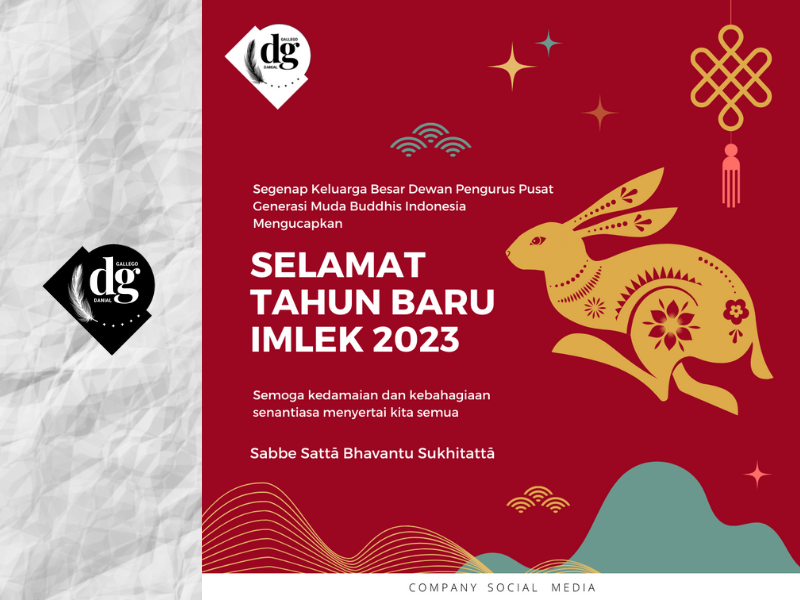 dg
GALLEGO
DANIAL
dg
GALLEGO
DANIAL
Segenap Keluarga Besar Dewan Pengurus Pusat
Generasi Muda Buddhis Indonesia
Mengucapkan
SELAMAT
TAHUN BARU
IMLEK 2023
Semoga kedamaian dan kebahagiaan
senantiasa menyertai kita semua
Sabbe Sattā Bhavantu Sukhitattā
COMPANY SOCIAL MEDIA